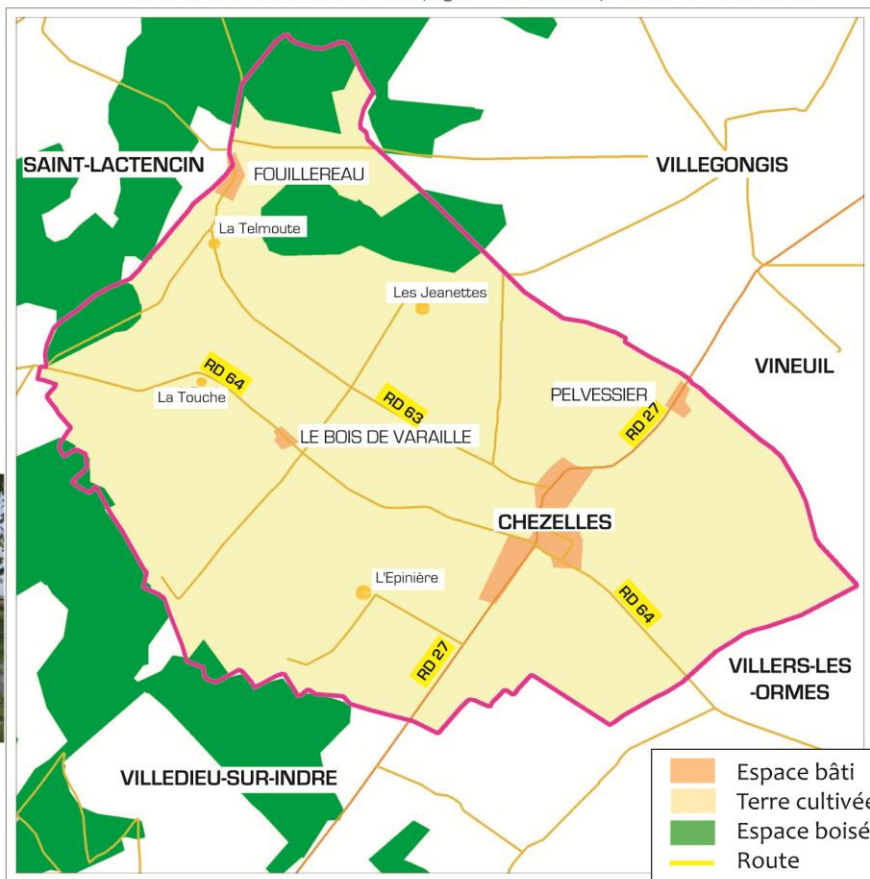 SAINT-LACTENCIN
VILLEGONGIS
FOUILLEREAU
La Telmoute
Les Jeanettes
VINEUIL
RD 64
La Touche
RD 63
PELVESSIER
RD 27
LE BOIS DE VARAILLE
CHEZELLES
L'Epinière
RD 64
RD 27
VILLERS-LES
-ORMES
VILLEDIEU-SUR-INDRE
Espace bâti
Terre cultivée
Espace boisé
Route